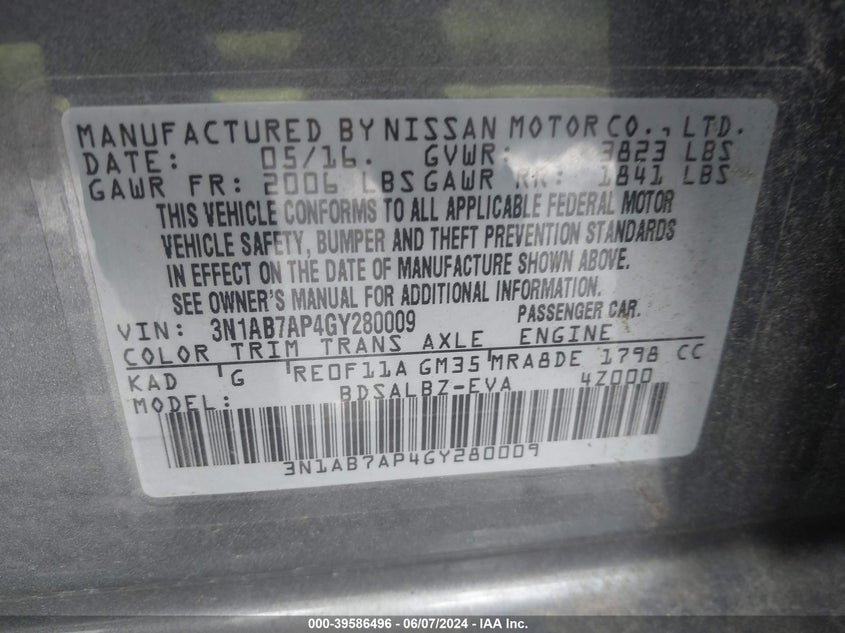 MANUFACTURED BY NISSAN MOTOR CO., LTD.
DATE: 05/16. GVWR: 3823 LBS
GAWR FR: 2006 LBS GAWR RR: 1841 LBS
THIS VEHICLE CONFORMS TO ALL APPLICABLE FEDERAL MOTOR
VEHICLE SAFETY, BUMPER AND THEFT PREVENTION STANDARDS
IN EFFECT ON THE DATE OF MANUFACTURE SHOWN ABOVE.
SEE OWNER'S MANUAL FOR ADDITIONAL INFORMATION.
VIN: 3N1AB7AP4GY280009 PASSENGER CAR.
COLOR TRIM TRANS AXLE ENGINE
KAD G RE0F11A GM35 MRA8DE 1798 CC
MODEL: BDSALBZ-EVA 4Z000
3N1AB7AP4GY280009
000-39586496 - 06/07/2024 - IAA Inc.